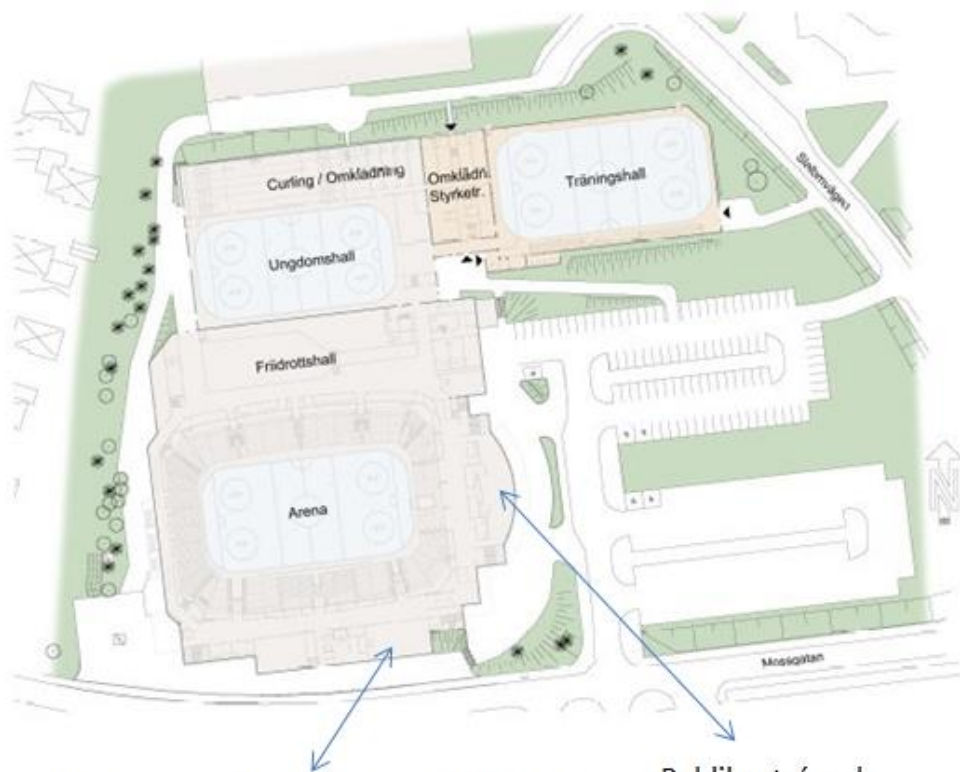 Curling / Omklädning
Omklädn.
Styrketr.
Träningshall
Ungdomshall
Friidrottshall
Arena
Mossgatan
N